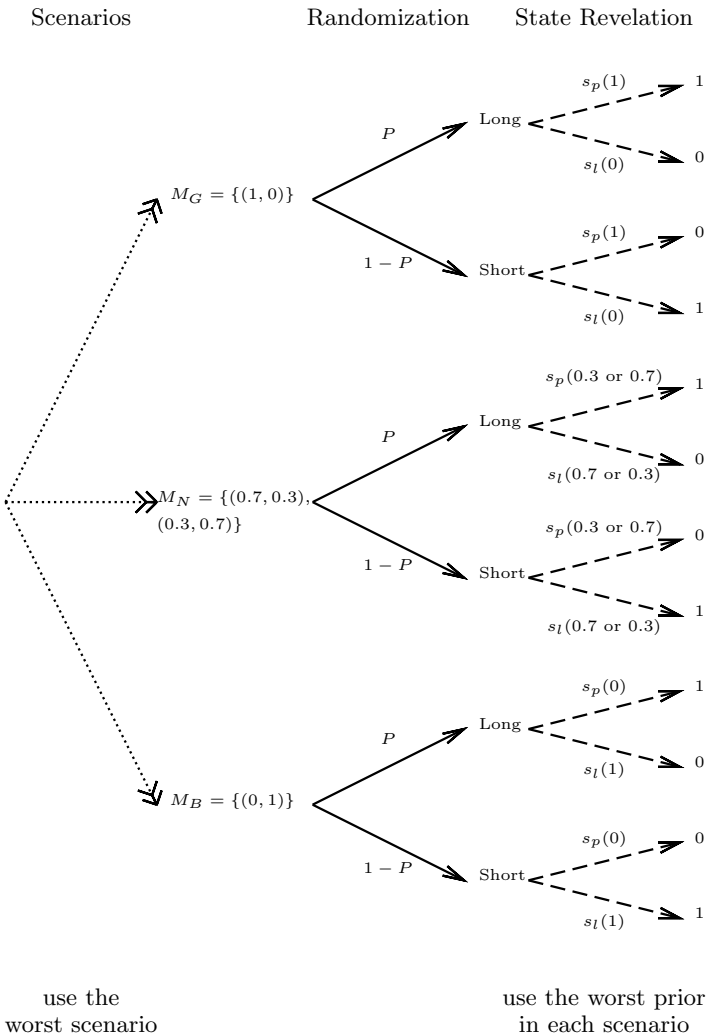 Scenarios
Randomization
State Revelation
s_p(1)
1
P
Long
s_l(0)
0
M_G = {(1, 0)}
s_p(1)
0
1 − P
Short
s_l(0)
1
s_p(0.3 or 0.7)
1
P
Long
s_l(0.7 or 0.3)
0
M_N = {(0.7, 0.3),
(0.3, 0.7)}
s_p(0.3 or 0.7)
0
1 − P
Short
s_l(0.7 or 0.3)
1
s_p(0)
1
P
Long
s_l(1)
0
M_B = {(0, 1)}
s_p(0)
0
1 − P
Short
s_l(1)
1
use the
worst scenario
use the worst prior
in each scenario